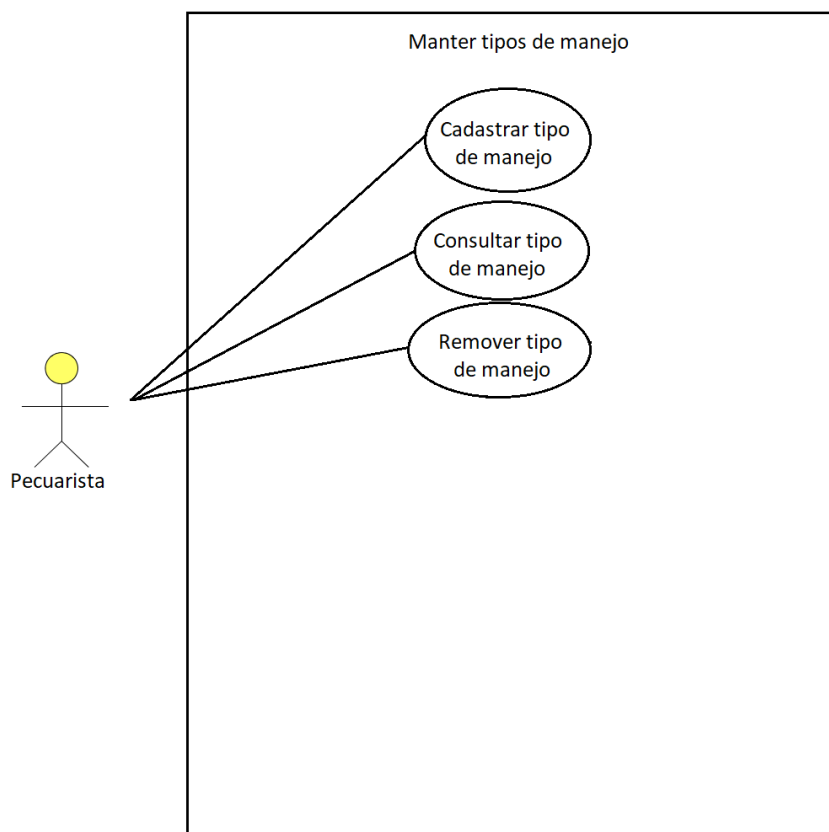 Manter tipos de manejo
Cadastrar tipo
de manejo
Consultar tipo
de manejo
Remover tipo
de manejo
Pecuarista